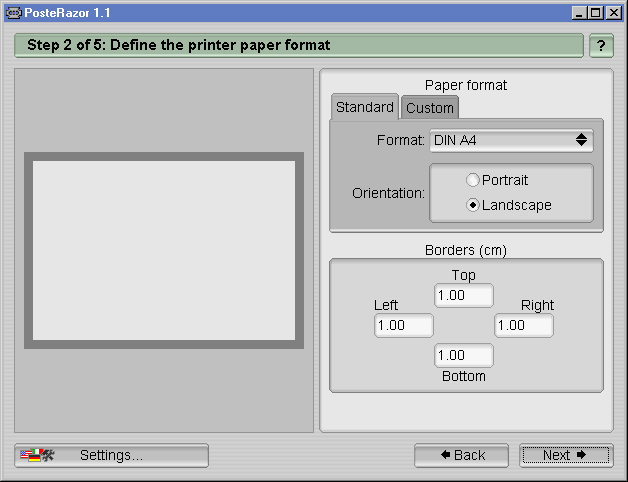 PosteRazor 1.1
Step 2 of 5: Define the printer paper format
?
Paper format
Standard Custom
Format: DIN A4
Orientation:
Portrait
Landscape
Borders (cm)
Top
1.00
Left Right
1.00 1.00
1.00
Bottom
Settings... Back Next